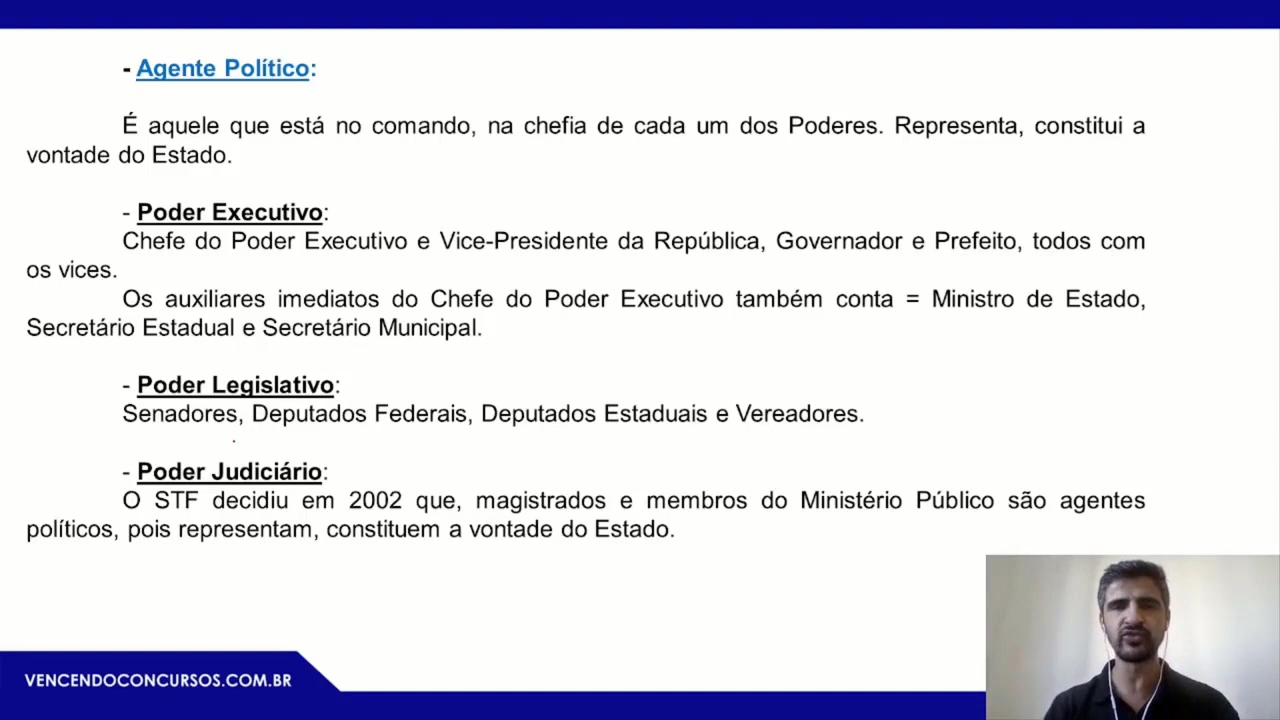 - Agente Político:
É aquele que está no comando, na chefia de cada um dos Poderes. Representa, constitui a
vontade do Estado.
- Poder Executivo:
Chefe do Poder Executivo e Vice-Presidente da República, Governador e Prefeito, todos com
os vices.
Os auxiliares imediatos do Chefe do Poder Executivo também conta = Ministro de Estado,
Secretário Estadual e Secretário Municipal.
- Poder Legislativo:
Senadores, Deputados Federais, Deputados Estaduais e Vereadores.
- Poder Judiciário:
O STF decidiu em 2002 que, magistrados e membros do Ministério Público são agentes
políticos, pois representam, constituem a vontade do Estado.
VENCENDOCONCURSOS.COM.BR